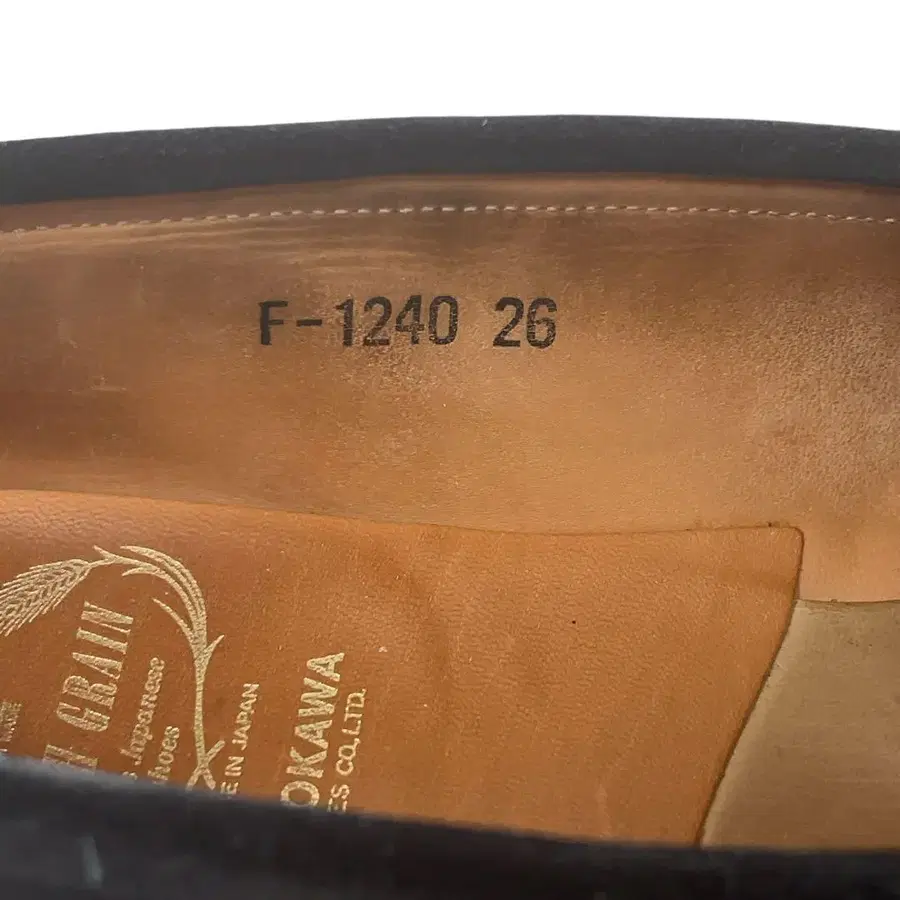 F-1240 26
GRAIN
Japanese
hoes
E IN JAPAN
OKAWA
ES CO.,LTD.